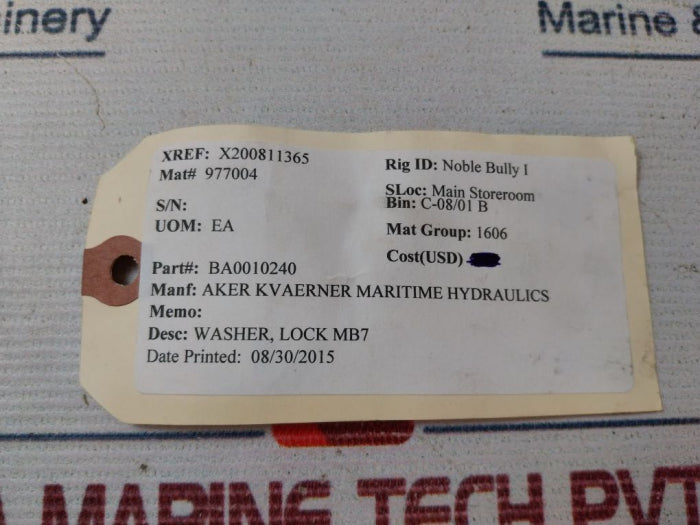 inery
Marine &
XREF: X200811365
Mat# 977004
S/N:
UOM: EA
Rig ID: Noble Bully I
SLoc: Main Storeroom
Bin: C-08/01 B
Mat Group: 1606
Cost(USD)
Part#: BA0010240
Manf: AKER KVAERNER MARITIME HYDRAULICS
Memo:
Desc: WASHER, LOCK MB7
Date Printed: 08/30/2015
A MARINE TECH PVT